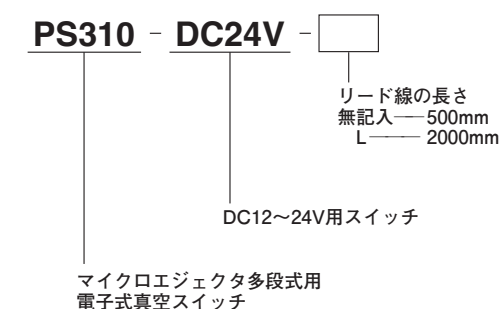 PS310 - DC24V - □
リード線の長さ
無記入──500mm
L─── 2000mm
DC12～24V用スイッチ
マイクロエジェクタ多段式用
電子式真空スイッチ